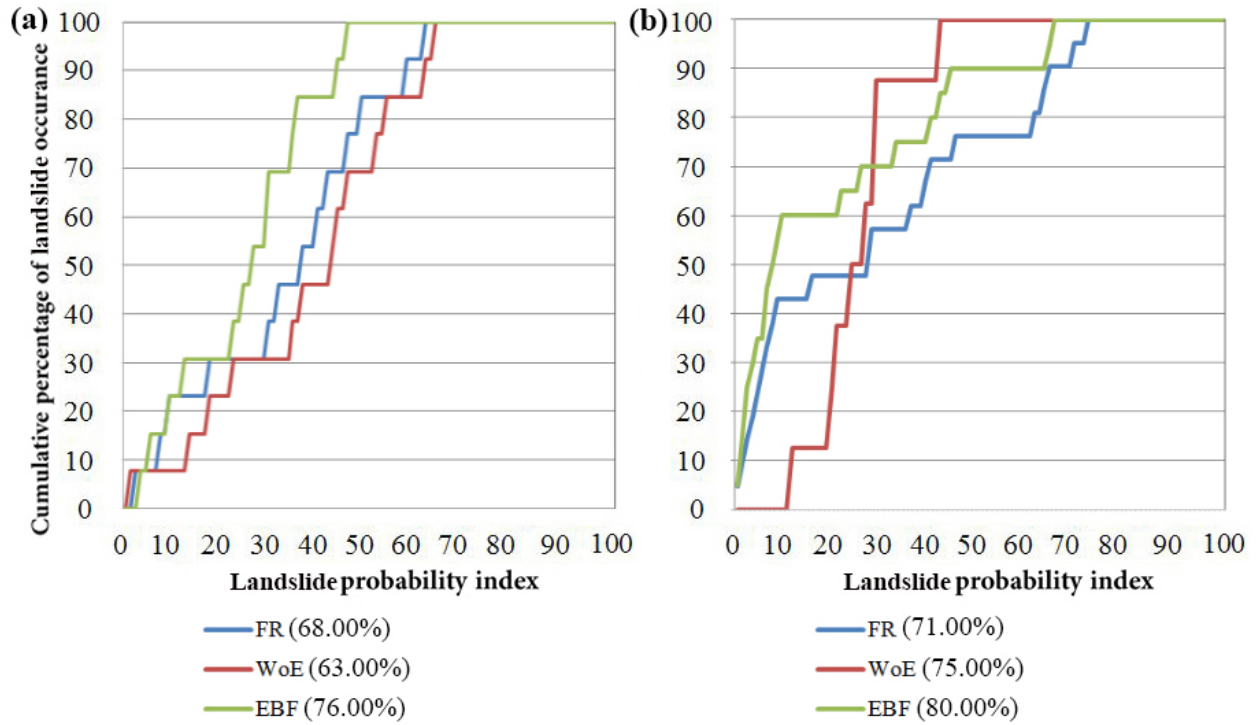 (a)
Cumulative percentage of landslide occurance
100
90
80
70
60
50
40
30
20
10
0
0 10 20 30 40 50 60 70 80 90 100
Landslide probability index
FR (68.00%)
WoE (63.00%)
EBF (76.00%)
(b)
100
90
80
70
60
50
40
30
20
10
0
0 10 20 30 40 50 60 70 80 90 100
Landslide probability index
FR (71.00%)
WoE (75.00%)
EBF (80.00%)